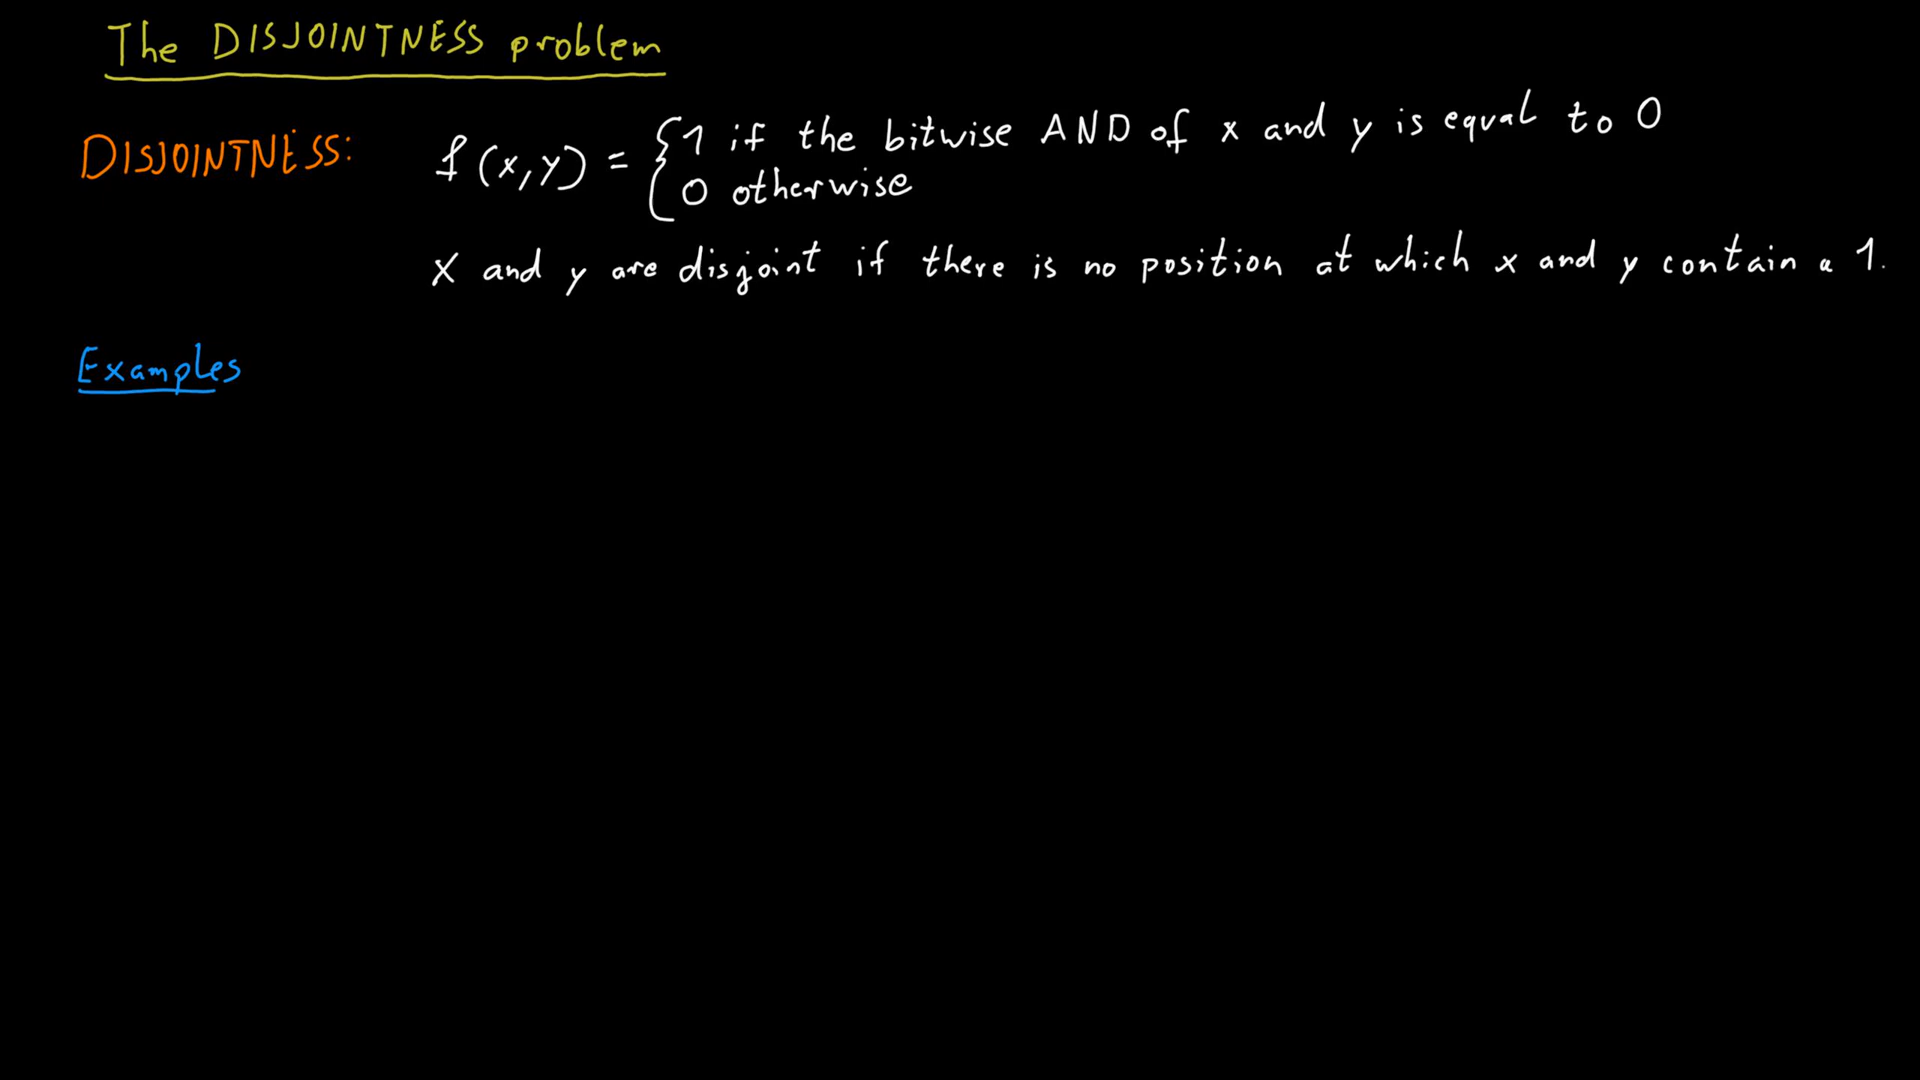 The DISJOINTNESS problem
DISJOINTNESS: f(x,y) = { 1 if the bitwise AND of x and y is equal to 0
0 otherwise
x and y are disjoint if there is no position at which x and y contain a 1.
Examples